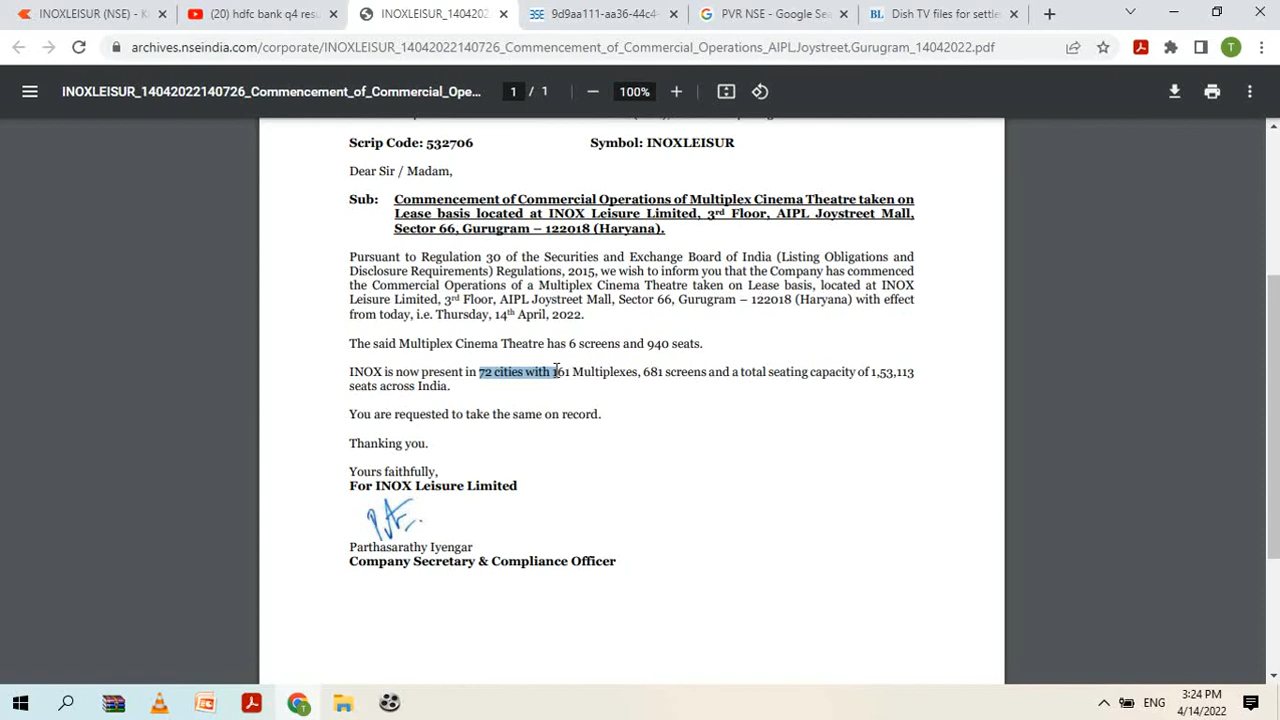 INOXLEISUR (NSE) - K
(20) hdfc bank q4 resu
INOXLEISUR_14042022
9d9aa111-aa36-44c4-
PVR NSE - Google Sea
Dish TV files for settle
archives.nseindia.com/corporate/INOXLEISUR_14042022140726_Commencement_of_Commercial_Operations_AIPLJoystreet.Gurugram_14042022.pdf
INOXLEISUR_14042022140726_Commencement_of_Commercial_Ope...
1 / 1
100%
Scrip Code: 532706 Symbol: INOXLEISUR
Dear Sir / Madam,
Sub: Commencement of Commercial Operations of Multiplex Cinema Theatre taken on
Lease basis located at INOX Leisure Limited, 3rd Floor, AIPL Joystreet Mall,
Sector 66, Gurugram – 122018 (Haryana).
Pursuant to Regulation 30 of the Securities and Exchange Board of India (Listing Obligations and
Disclosure Requirements) Regulations, 2015, we wish to inform you that the Company has commenced
the Commercial Operations of a Multiplex Cinema Theatre taken on Lease basis, located at INOX
Leisure Limited, 3rd Floor, AIPL Joystreet Mall, Sector 66, Gurugram – 122018 (Haryana) with effect
from today, i.e. Thursday, 14th April, 2022.
The said Multiplex Cinema Theatre has 6 screens and 940 seats.
INOX is now present in 72 cities with 161 Multiplexes, 681 screens and a total seating capacity of 1,53,113
seats across India.
You are requested to take the same on record.
Thanking you.
Yours faithfully,
For INOX Leisure Limited
Parthasarathy Iyengar
Company Secretary & Compliance Officer
ENG
3:24 PM
4/14/2022